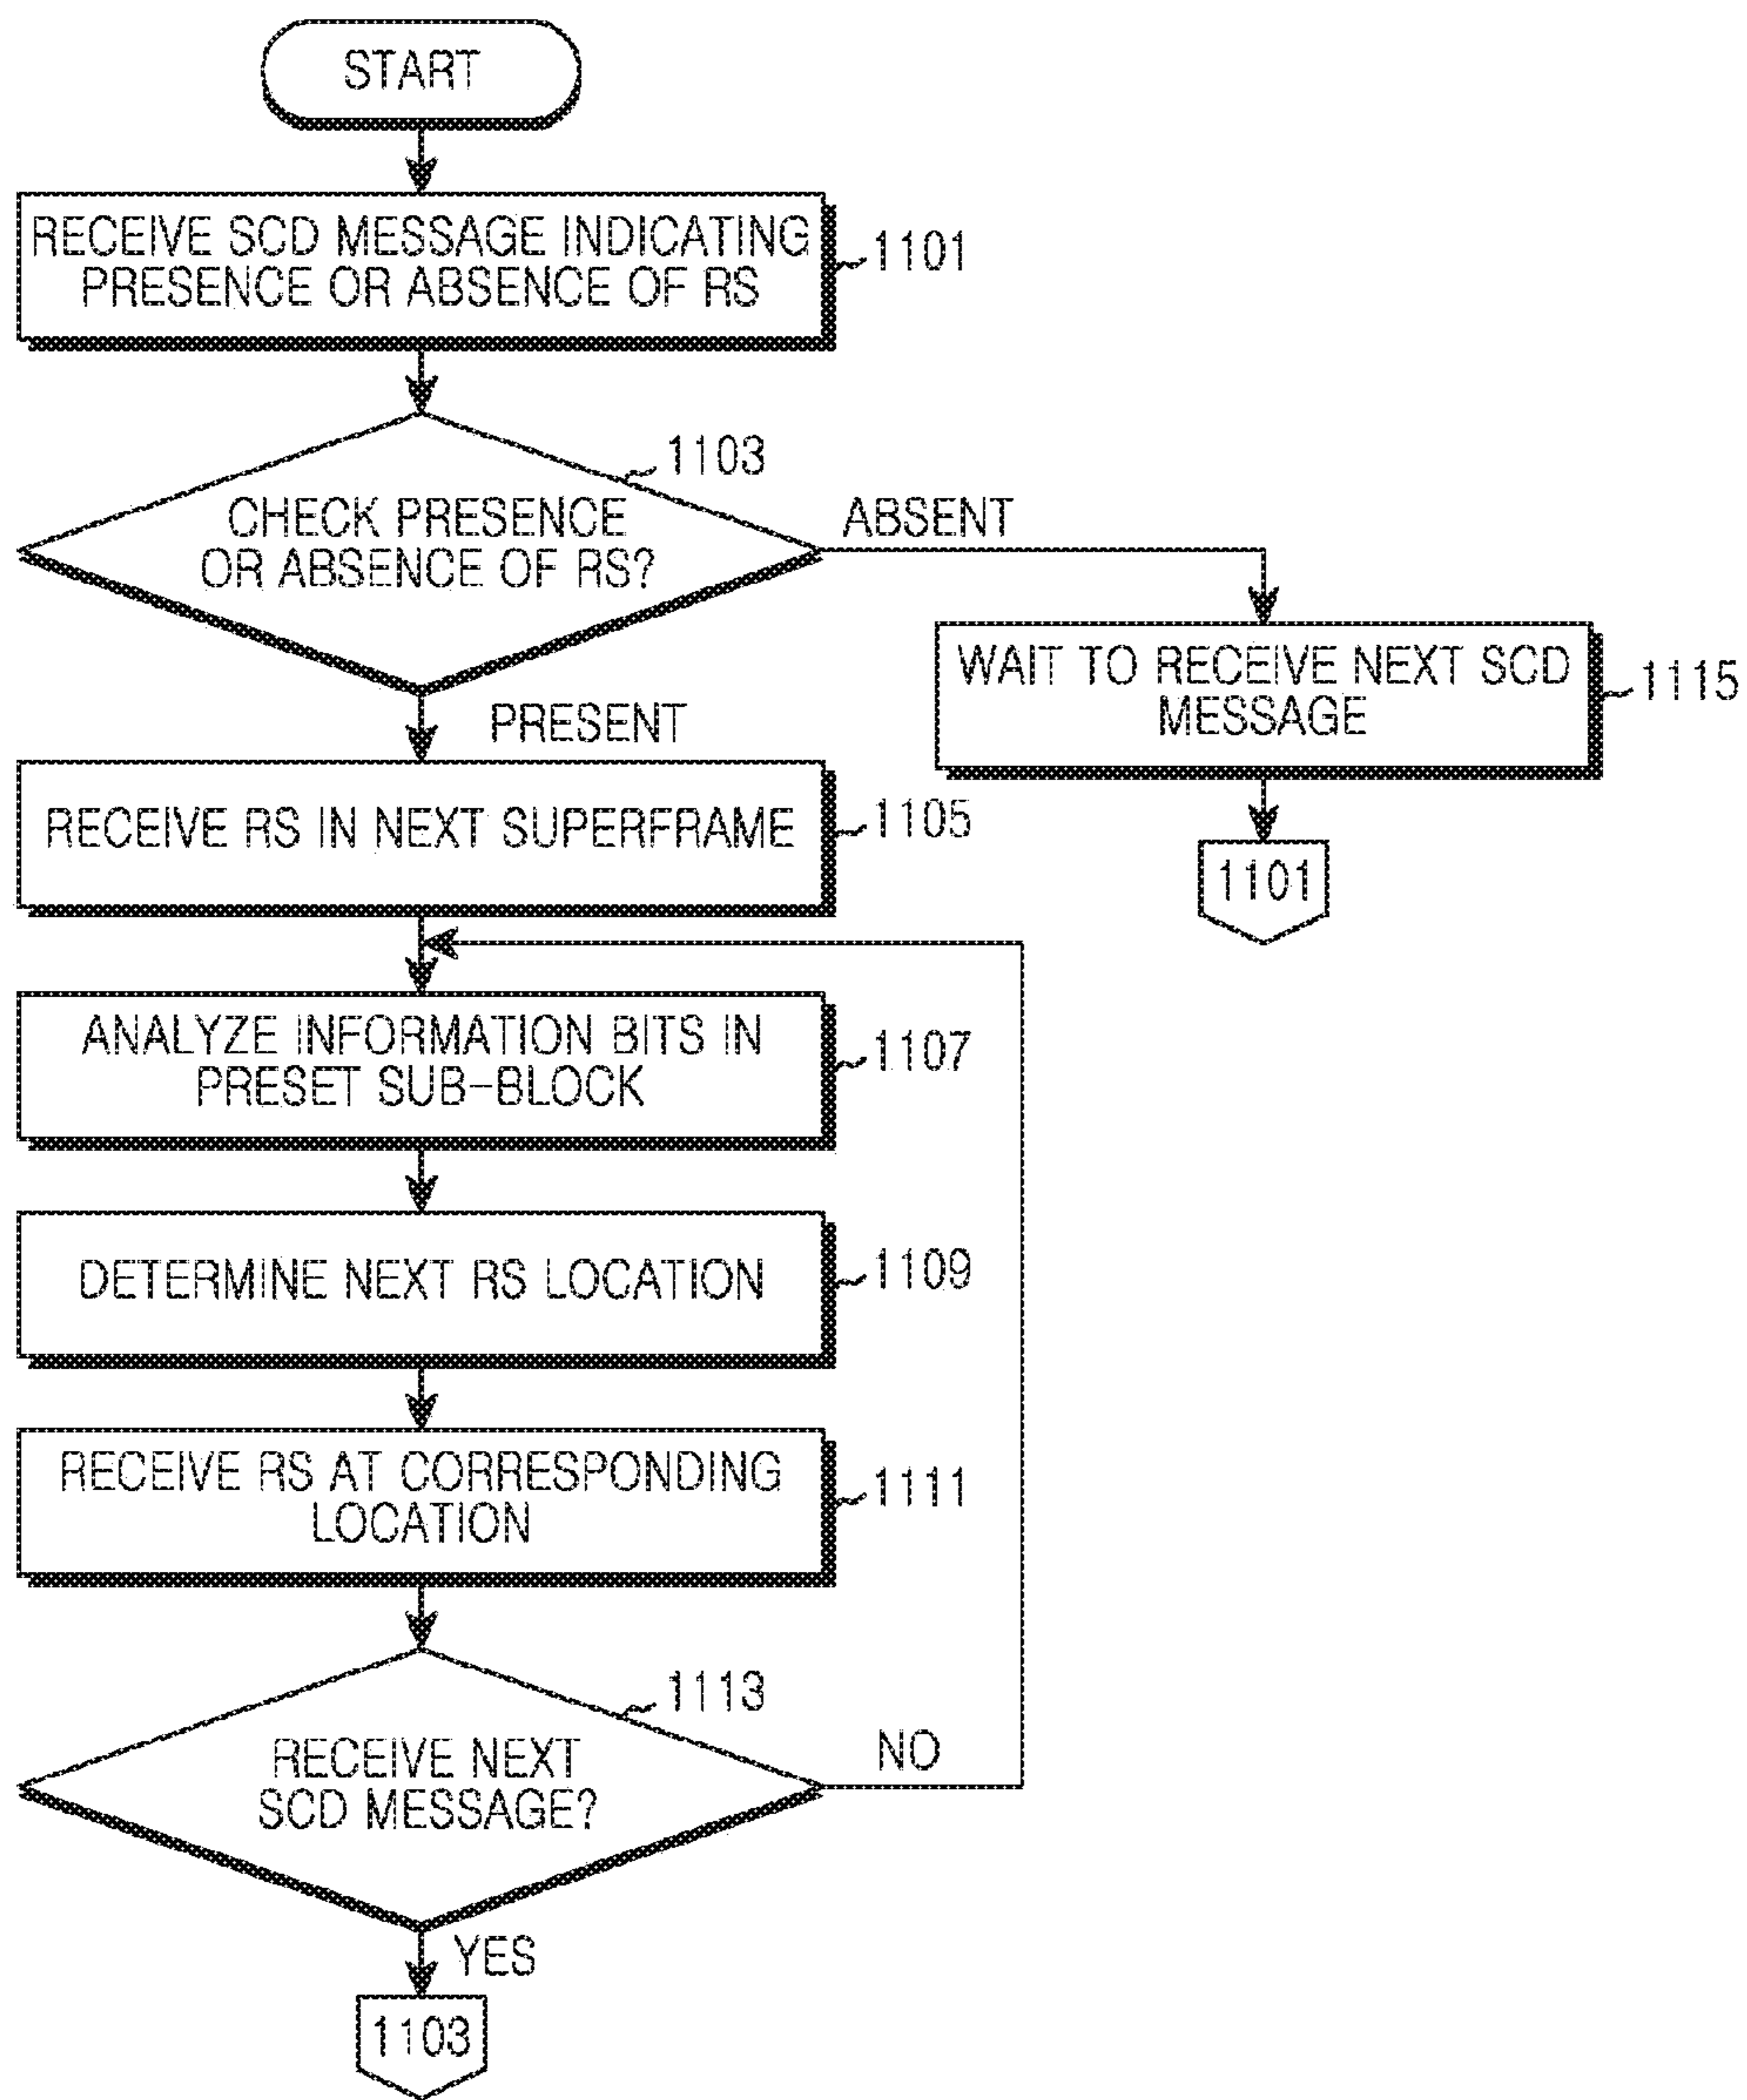 START
RECEIVE SCD MESSAGE INDICATING
PRESENCE OR ABSENCE OF RS
1101
1103
CHECK PRESENCE
OR ABSENCE OF RS?
ABSENT
WAIT TO RECEIVE NEXT SCD
MESSAGE
1115
1101
PRESENT
RECEIVE RS IN NEXT SUPERFRAME
1105
ANALYZE INFORMATION BITS IN
PRESET SUB-BLOCK
1107
DETERMINE NEXT RS LOCATION
1109
RECEIVE RS AT CORRESPONDING
LOCATION
1111
1113
RECEIVE NEXT
SCD MESSAGE?
NO
YES
1103